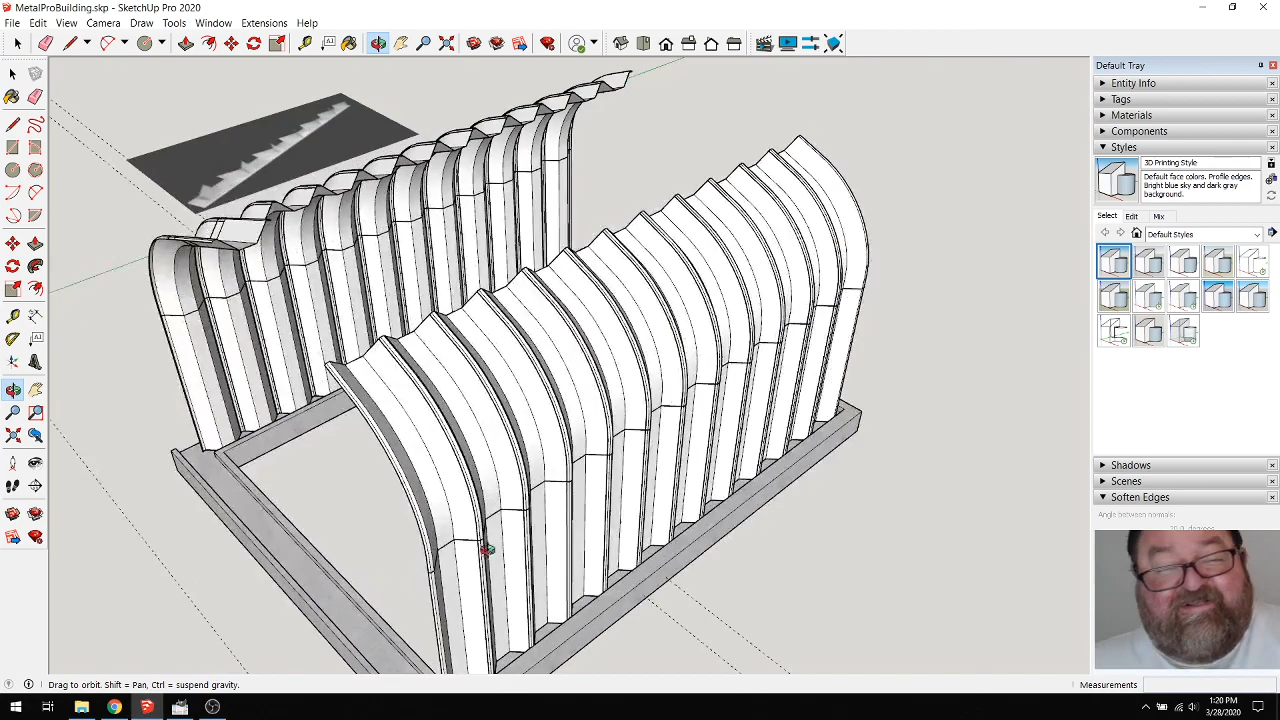 MetalProBuilding.skp - SketchUp Pro 2020
File Edit View Camera Draw Tools Window Extensions Help
Default Tray
Entity Info
Tags
Materials
Components
Styles
3D Printing Style
Default face colors. Profile edges.
Bright blue sky and dark gray
background.
Select Edit Mix
Default Styles
Shadows
Scenes
Soften Edges
Angle between normals:
20.0 degrees
Drag to orbit. Shift = Pan, Ctrl = suspend gravity.
Measurements
1:20 PM
3/28/2020